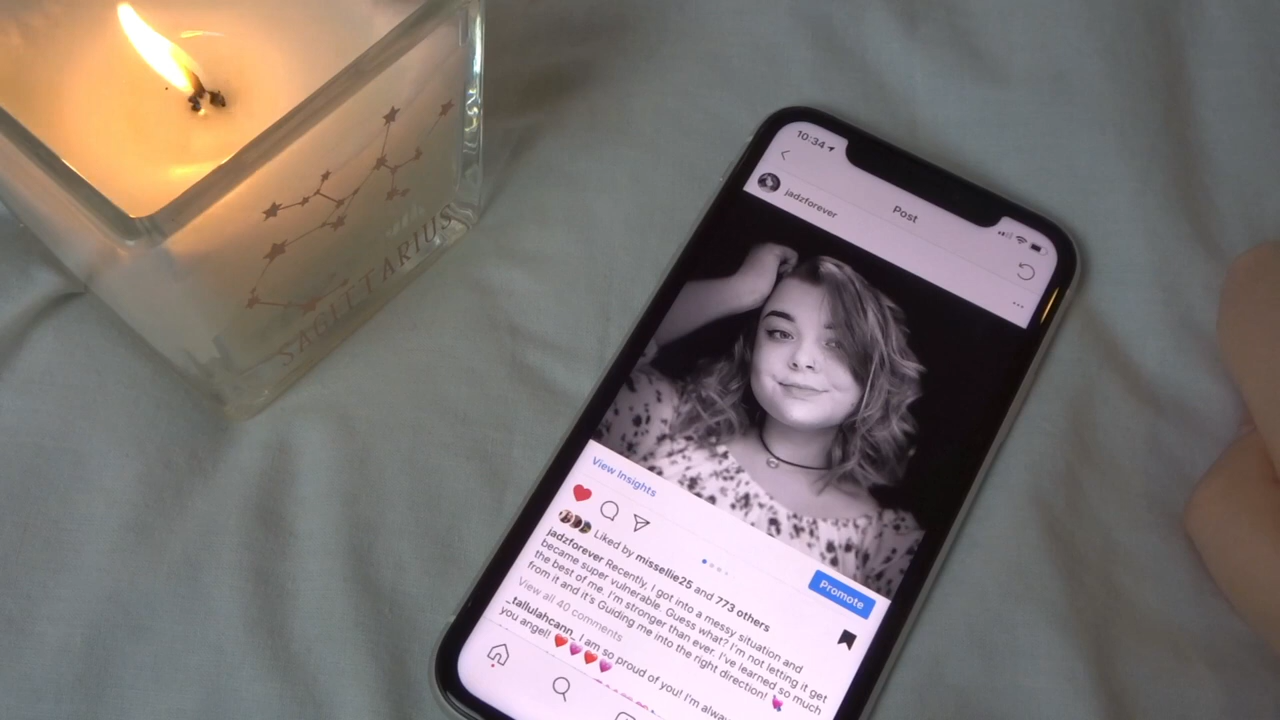 SAGITTARIUS
10:34
Post
jadzforever
View Insights
Promote
Liked by missellie25 and 773 others
jadzforever Recently, I got into a messy situation and
became super vulnerable. Guess what? I'm not letting it get
the best of me. I'm stronger than ever. I've learned so much
from it and it's Guiding me into the right direction!
View all 40 comments
_tallulahcann_ I am so proud of you! I'm alway
you angel!